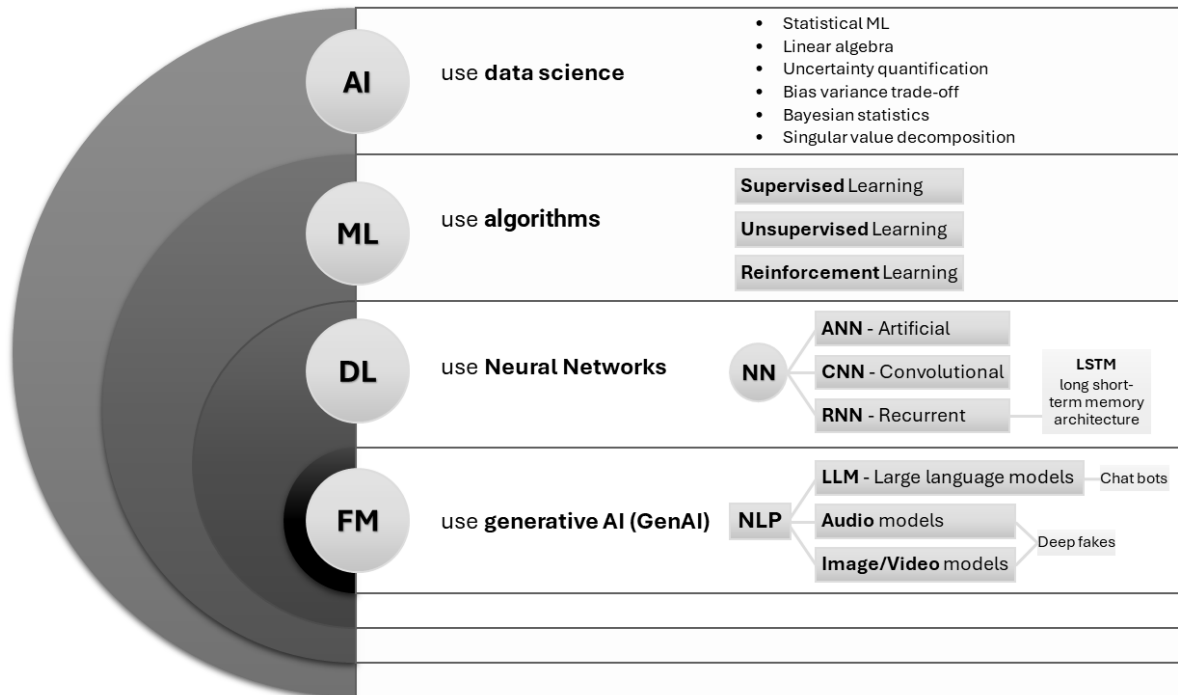 AI
use data science
• Statistical ML
• Linear algebra
• Uncertainty quantification
• Bias variance trade-off
• Bayesian statistics
• Singular value decomposition
ML
use algorithms
Supervised Learning
Unsupervised Learning
Reinforcement Learning
DL
use Neural Networks
NN
ANN - Artificial
CNN - Convolutional
RNN - Recurrent
LSTM
long short-
term memory
architecture
FM
use generative AI (GenAI)
NLP
LLM - Large language models
Chat bots
Audio models
Image/Video models
Deep fakes